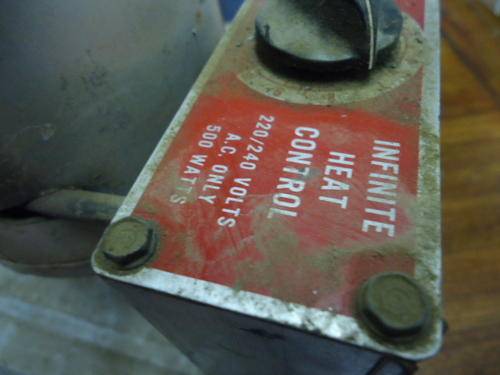 INFINITE
HEAT
CONTROL
220/240 VOLTS
A.C. ONLY
500 WATTS